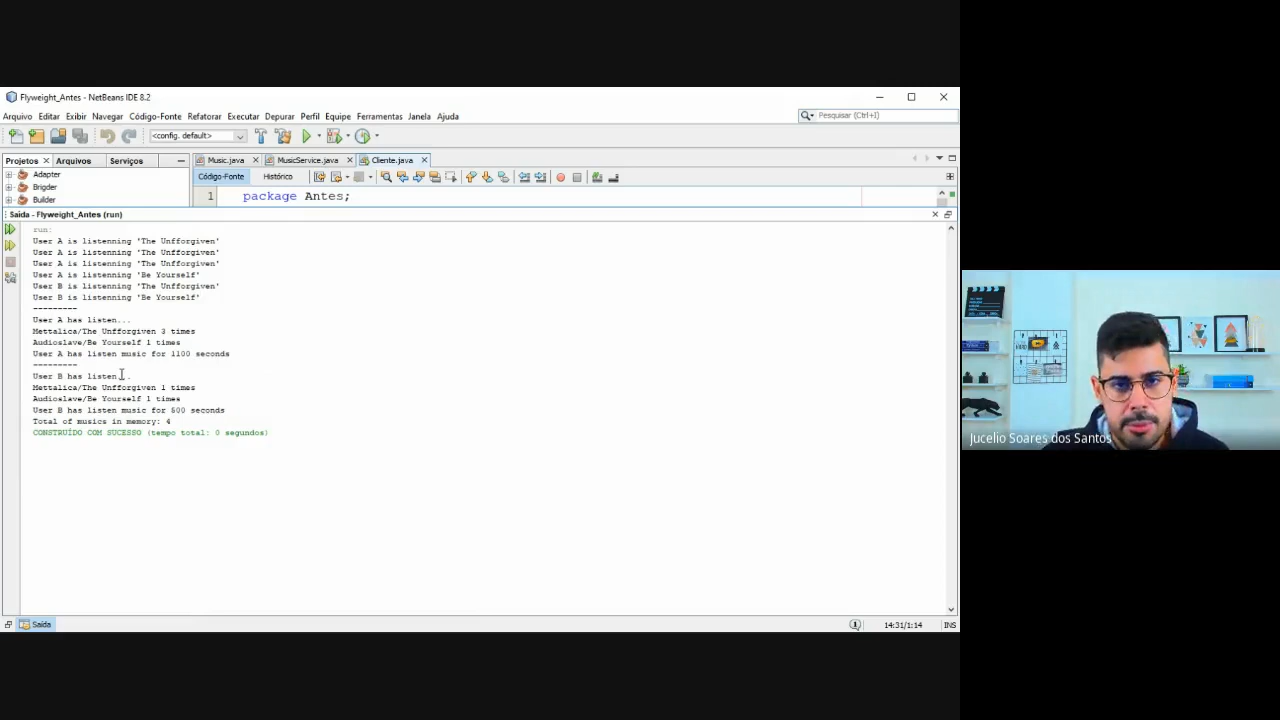 Flyweight_Antes - NetBeans IDE 8.2
Arquivo Editar Exibir Navegar Código-Fonte Refatorar Executar Depurar Perfil Equipe Ferramentas Janela Ajuda
Pesquisar (Ctrl+I)
<config. default>
Projetos Arquivos Serviços
Music.java MusicService.java Cliente.java
Adapter
Código-Fonte Histórico
Brigder
Builder
1 package Antes;
Saída - Flyweight_Antes (run)
run:
User A is listenning 'The Unfforgiven'
User A is listenning 'The Unfforgiven'
User A is listenning 'The Unfforgiven'
User A is listenning 'Be Yourself'
User B is listenning 'The Unfforgiven'
User B is listenning 'Be Yourself'
---------
User A has listen...
Mettalica/The Unfforgiven 3 times
Audioslave/Be Yourself 1 times
User A has listen music for 1100 seconds
---------
User B has listen...
Mettalica/The Unfforgiven 1 times
Audioslave/Be Yourself 1 times
User B has listen music for 500 seconds
Total of musics in memory: 4
CONSTRUÍDO COM SUCESSO (tempo total: 0 segundos)
Saída
14:31/1:14 INS
Jucelio Soares dos Santos